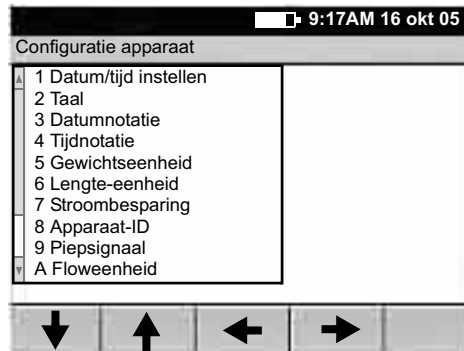 9:17AM 16 okt 05
Configuratie apparaat
1 Datum/tijd instellen
2 Taal
3 Datumnotatie
4 Tijdnotatie
5 Gewichtseenheid
6 Lengte-eenheid
7 Stroombesparing
8 Apparaat-ID
9 Piepsignaal
A Floweenheid